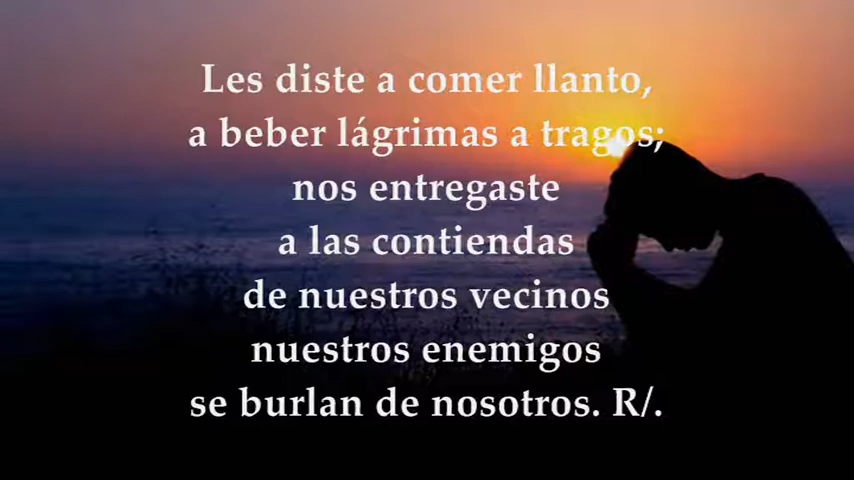 Les diste a comer llanto,
a beber lágrimas a tragos;
nos entregaste
a las contiendas
de nuestros vecinos
nuestros enemigos
se burlan de nosotros. R/.